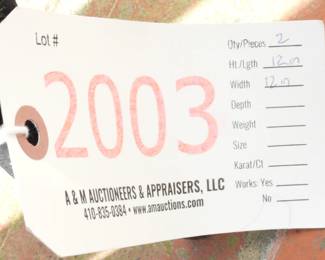 Lot #
2003
Qty/Pieces 2
Ht./Lgth 12in
Width 12in
Depth
Weight
Size
Karat/Ct
Works: Yes
No
A & M AUCTIONEERS & APPRAISERS, LLC
410-835-0384 • www.amauctions.com